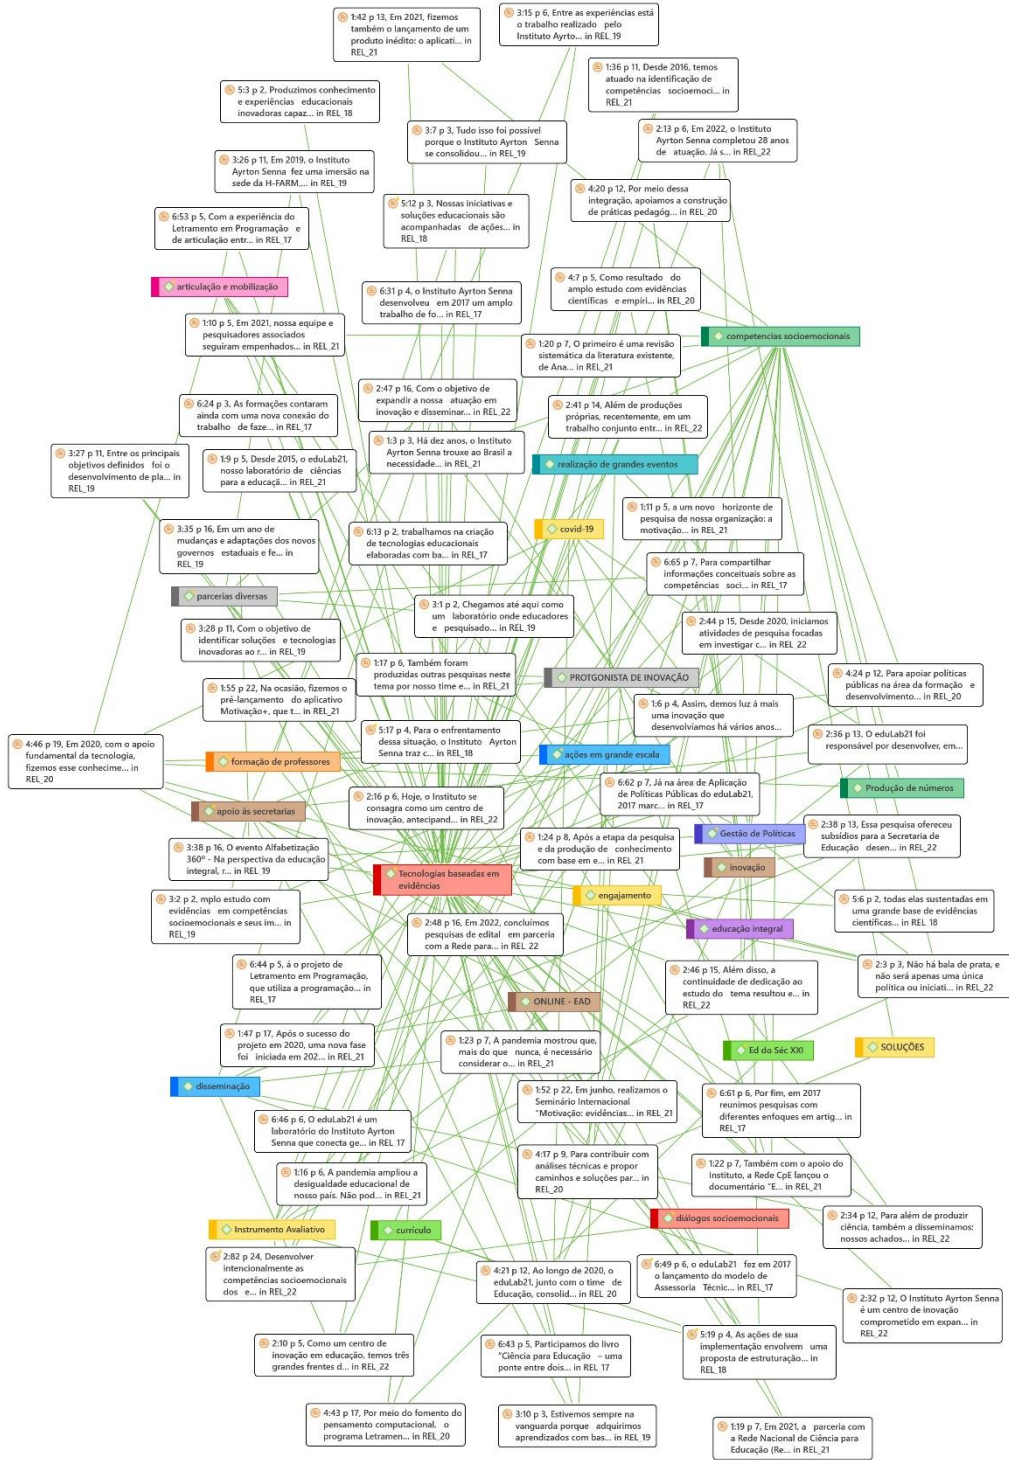 1:42 p 13, Em 2021, fizemos
também o lançamento de um
produto inédito: o aplicati... in
REL_21
3:15 p 6, Entre as experiências está
o trabalho realizado pelo
Instituto Ayrto... in REL_19
1:36 p 11, Desde 2016, temos
atuado na identificação de
competências socioemoci... in
REL_21
5:3 p 2, Produzimos conhecimento
e experiências educacionais
inovadoras capaz... in REL_18
3:7 p 3, Tudo isso foi possível
porque o Instituto Ayrton Senna
se consolidou... in REL_19
2:13 p 6, Em 2022, o Instituto
Ayrton Senna completou 28 anos
de atuação. Já s... in REL_22
3:26 p 11, Em 2019, o Instituto
Ayrton Senna fez uma imersão na
sede da H-FARM,... in REL_19
4:20 p 12, Por meio dessa
integração, apoiamos a construção
de práticas pedagóg... in REL_20
5:12 p 3, Nossas iniciativas e
soluções educacionais são
acompanhadas de ações... in
REL_18
6:53 p 5, Com a experiência do
Letramento em Programação e
de articulação entr... in REL_17
articulação e mobilização
4:7 p 5, Como resultado do
amplo estudo com evidências
científicas e empíri... in REL_20
6:31 p 4, o Instituto Ayrton Senna
desenvolveu em 2017 um amplo
trabalho de fo... in REL_17
1:10 p 5, Em 2021, nossa equipe e
pesquisadores associados
seguiram empenhados... in REL_21
competencias socioemocionais
1:20 p 7, O primeiro é uma revisão
sistemática da literatura existente,
de Ana... in REL_21
2:47 p 16, Com o objetivo de
expandir a nossa atuação em
inovação e disseminar... in REL_22
6:24 p 3, As formações contaram
ainda com uma nova conexão do
trabalho de faze... in REL_17
2:41 p 14, Além de produções
próprias, recentemente, em um
trabalho conjunto entr... in REL_22
1:3 p 3, Há dez anos, o Instituto
Ayrton Senna trouxe ao Brasil a
necessidade... in REL_21
3:27 p 11, Entre os principais
objetivos definidos foi o
desenvolvimento de pla... in
REL_19
1:9 p 5, Desde 2015, o eduLab21,
nosso laboratório de ciências
para a educaçã... in REL_21
realização de grandes eventos
1:11 p 5, a um novo horizonte de
pesquisa de nossa organização: a
motivação... in REL_21
3:35 p 16, Em um ano de
mudanças e adaptações dos novos
governos estaduais e fe... in
REL_19
6:13 p 2, trabalhamos na criação
de tecnologias educacionais
elaboradas com ba... in REL_17
covid-19
6:65 p 7, Para compartilhar
informações conceituais sobre as
competências soci... in REL_17
parcerias diversas
3:1 p 2, Chegamos até aqui como
um laboratório onde educadores
e pesquisado... in REL_19
3:28 p 11, Com o objetivo de
identificar soluções e tecnologias
inovadoras ao r... in REL_19
2:44 p 15, Desde 2020, iniciamos
atividades de pesquisa focadas
em investigar c... in REL_22
1:17 p 6, Também foram
produzidas outras pesquisas neste
tema por nosso time e... in REL_21
PROTGONISTA DE INOVAÇÃO
4:24 p 12, Para apoiar políticas
públicas na área da formação e
desenvolvimento... in REL_20
1:55 p 22, Na ocasião, fizemos o
pré-lançamento do aplicativo
Motivação+, que t... in REL_21
1:6 p 4, Assim, demos luz à mais
uma inovação que
desenvolvíamos há vários anos...
5:17 p 4, Para o enfrentamento
dessa situação, o Instituto Ayrton
Senna traz c... in REL_18
2:36 p 13, O eduLab21 foi
responsável por desenvolver, em...
4:46 p 19, Em 2020, com o apoio
fundamental da tecnologia,
fizemos esse conhecime... in
REL_20
formação de professores
ações em grande escala
6:62 p 7, Já na área de Aplicação
de Políticas Públicas do eduLab21,
2017 marc... in REL_17
Produção de números
2:16 p 6, Hoje, o Instituto se
consagra como um centro de
inovação, antecipand... in
REL_22
apoio às secretarias
1:24 p 8, Após a etapa da pesquisa
e da produção de conhecimento
com base em e... in REL_21
Gestão de Políticas
2:38 p 13, Essa pesquisa ofereceu
subsídios para a Secretaria de
Educação desen... in REL_22
3:38 p 16, O evento Alfabetização
360º - Na perspectiva da educação
integral, r... in REL_19
Tecnologias baseadas em
evidências
inovação
engajamento
3:2 p 2, mplo estudo com
evidências em competências
socioemocionais e seus im... in
REL_19
5:6 p 2, todas elas sustentadas em
uma grande base de evidências
científicas... in REL_18
2:48 p 16, Em 2022, concluímos
pesquisas de edital em parceria
com a Rede para... in REL_22
educação integral
6:44 p 5, á o projeto de
Letramento em Programação,
que utiliza a programação... in
REL_17
2:46 p 15, Além disso, a
continuidade de dedicação ao
estudo do tema resultou e... in
REL_22
2:3 p 3, Não há bala de prata, e
não será apenas uma única
política ou iniciati... in REL_22
ONLINE - EAD
1:47 p 17, Após o sucesso do
projeto em 2020, uma nova fase
foi iniciada em 202... in REL_21
1:23 p 7, A pandemia mostrou que,
mais do que nunca, é necessário
considerar o... in REL_21
Ed do Séc XXI
SOLUÇÕES
disseminação
1:52 p 22, Em junho, realizamos o
Seminário Internacional
"Motivação: evidências... in REL_21
6:61 p 6, Por fim, em 2017
reunimos pesquisas com
diferentes enfoques em artig... in
REL_17
6:46 p 6, O eduLab21 é um
laboratório do Instituto Ayrton
Senna que conecta ge... in REL_17
4:17 p 9, Para contribuir com
análises técnicas e propor
caminhos e soluções par... in
REL_20
1:22 p 7, Também com o apoio do
Instituto, a Rede CpE lançou o
documentário "E... in REL_21
1:16 p 6, A pandemia ampliou a
desigualdade educacional de
nosso país. Não pod... in REL_21
Instrumento Avaliativo
currículo
diálogos socioemocionais
2:34 p 12, Para além de produzir
ciência, também a disseminamos:
nossos achados... in
REL_22
2:82 p 24, Desenvolver
intencionalmente as
competências socioemocionais
dos e... in REL_22
4:21 p 12, Ao longo de 2020, o
eduLab21, junto com o time de
Educação, consolid... in REL_20
6:49 p 6, o eduLab21 fez em 2017
o lançamento do modelo de
Assessoria Técnic... in REL_17
2:32 p 12, O Instituto Ayrton Senna
é um centro de inovação
comprometido em expan... in
REL_22
2:10 p 5, Como um centro de
inovação em educação, temos três
grandes frentes d... in REL_22
6:43 p 5, Participamos do livro
"Ciência para Educação – uma
ponte entre dois... in REL_17
5:19 p 4, As ações de sua
implementação envolvem uma
proposta de estruturação... in
REL_18
4:43 p 17, Por meio do fomento do
pensamento computacional, o
programa Letramen... in REL_20
3:10 p 3, Estivemos sempre na
vanguarda porque adquirimos
aprendizados com bas... in REL_19
1:19 p 7, Em 2021, a parceria com
a Rede Nacional de Ciência para
Educação (Re... in REL_21